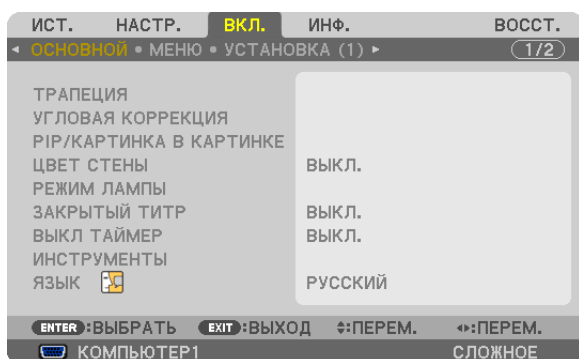 ИСТ. НАСТР. ВКЛ. ИНФ. ВОССТ.
ОСНОВНОЙ • МЕНЮ • УСТАНОВКА (1) 1/2
ТРАПЕЦИЯ
УГЛОВАЯ КОРРЕКЦИЯ
PIP/КАРТИНКА В КАРТИНКЕ
ЦВЕТ СТЕНЫ ВЫКЛ.
РЕЖИМ ЛАМПЫ
ЗАКРЫТЫЙ ТИТР ВЫКЛ.
ВЫКЛ ТАЙМЕР ВЫКЛ.
ИНСТРУМЕНТЫ
ЯЗЫК РУССКИЙ
ENTER :ВЫБРАТЬ EXIT :ВЫХОД :ПЕРЕМ. :ПЕРЕМ.
КОМПЬЮТЕР1 СЛОЖНОЕ